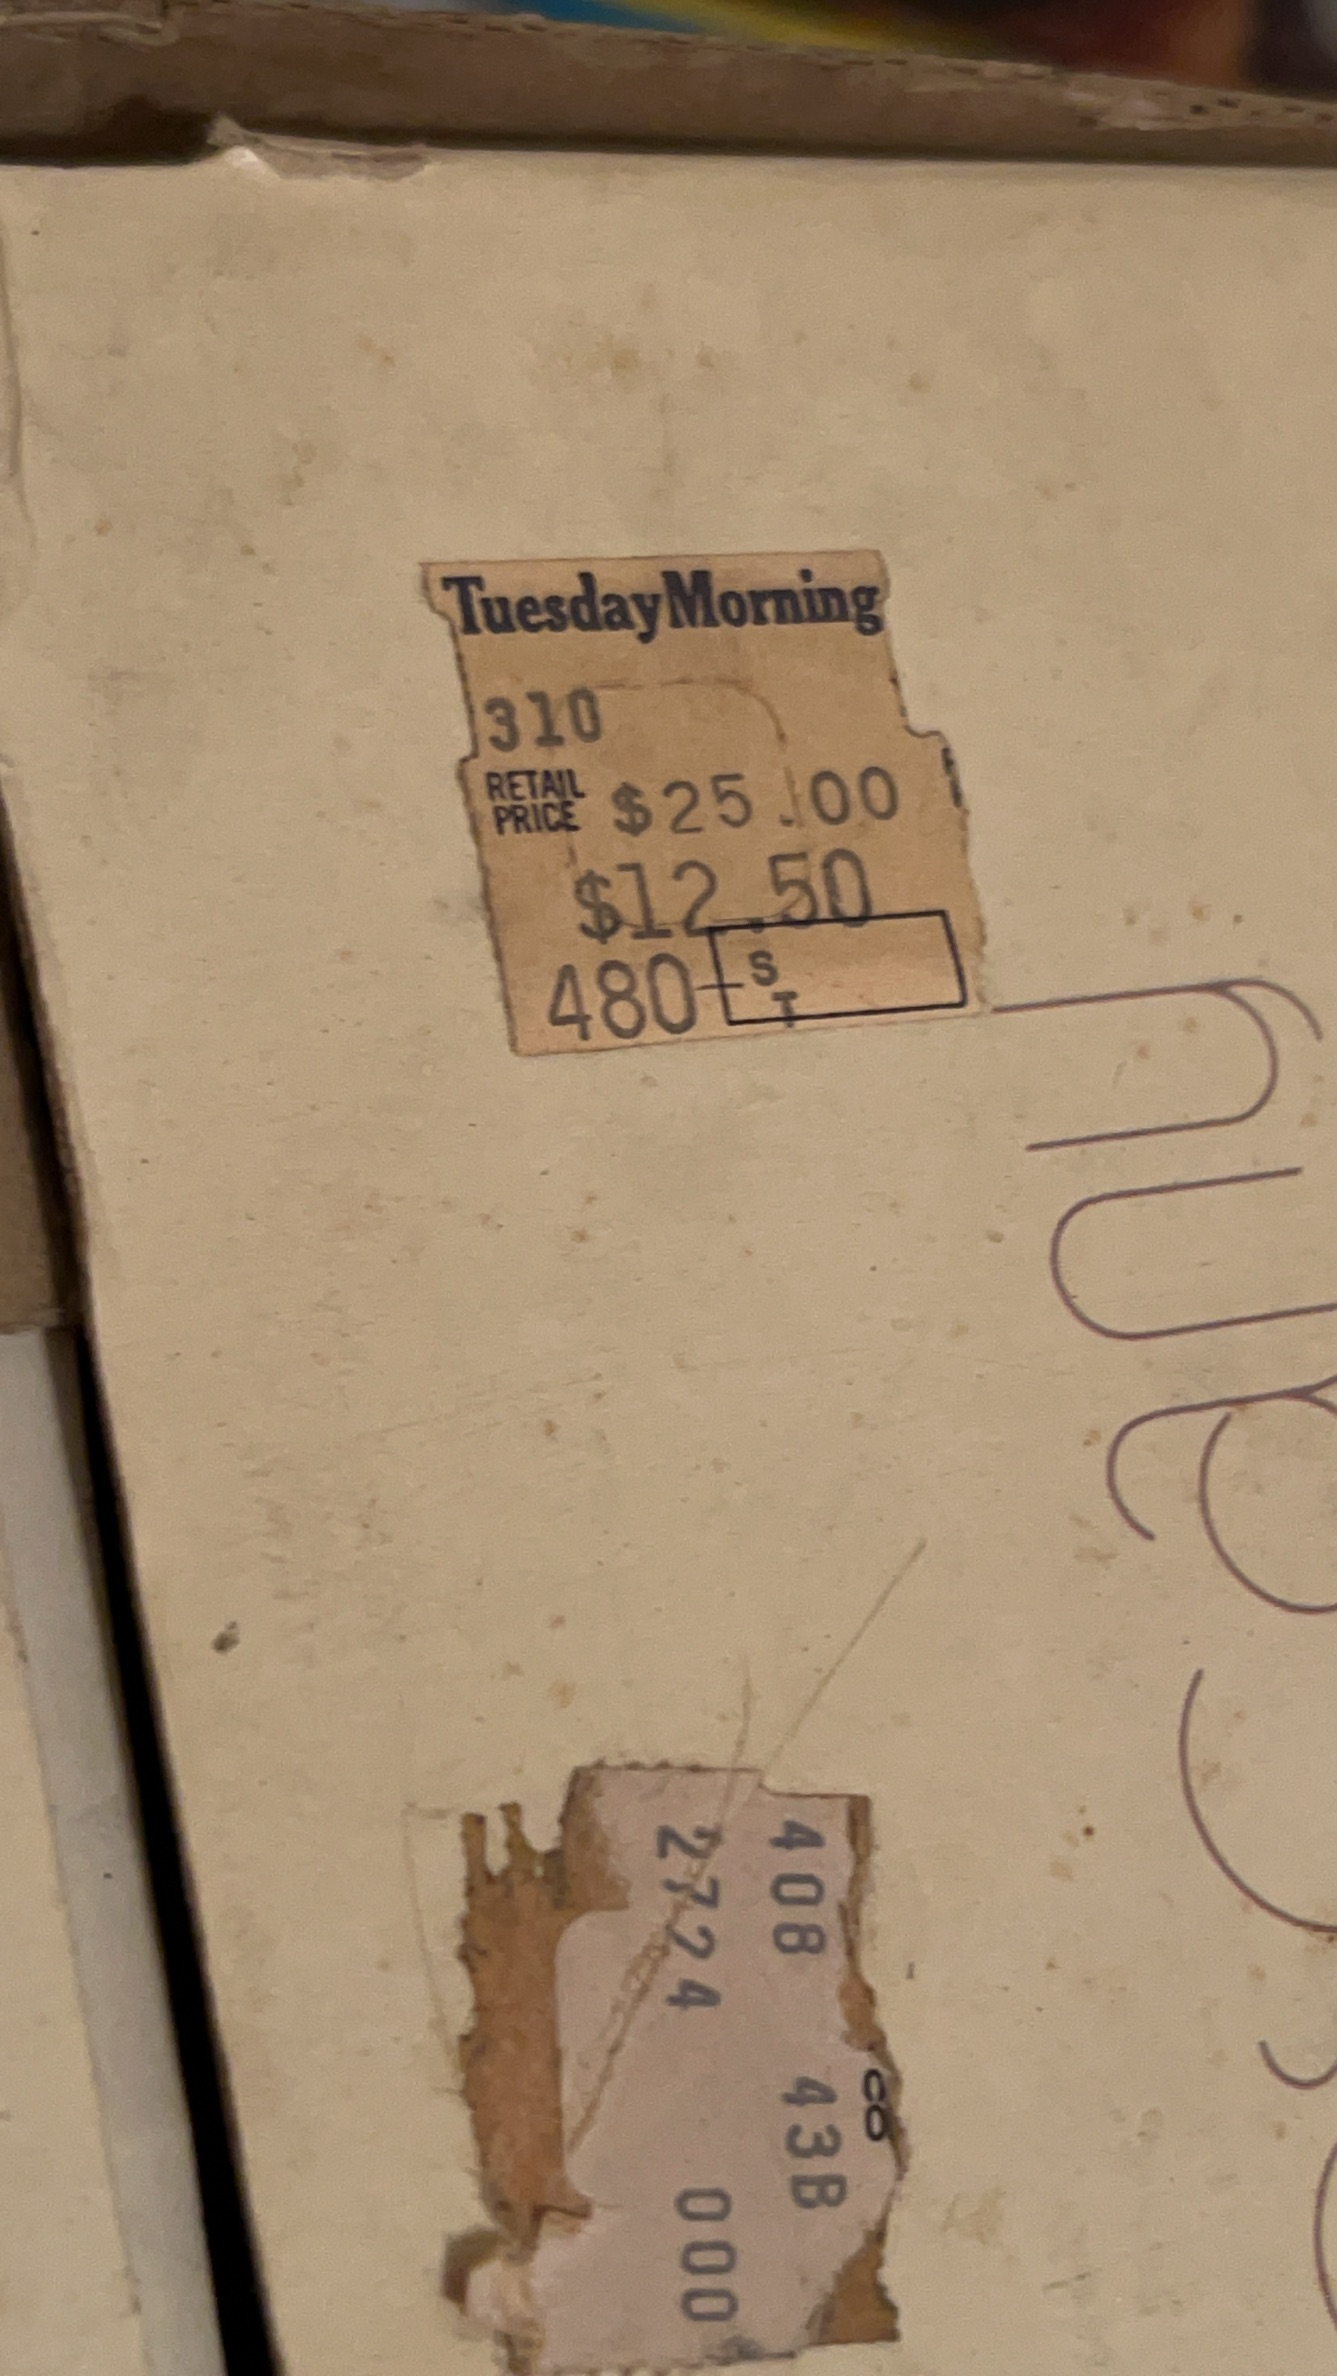 TuesdayMorning
310
RETAIL
PRICE $25.00
$12.50
480 S
T
408 43B
2724 000